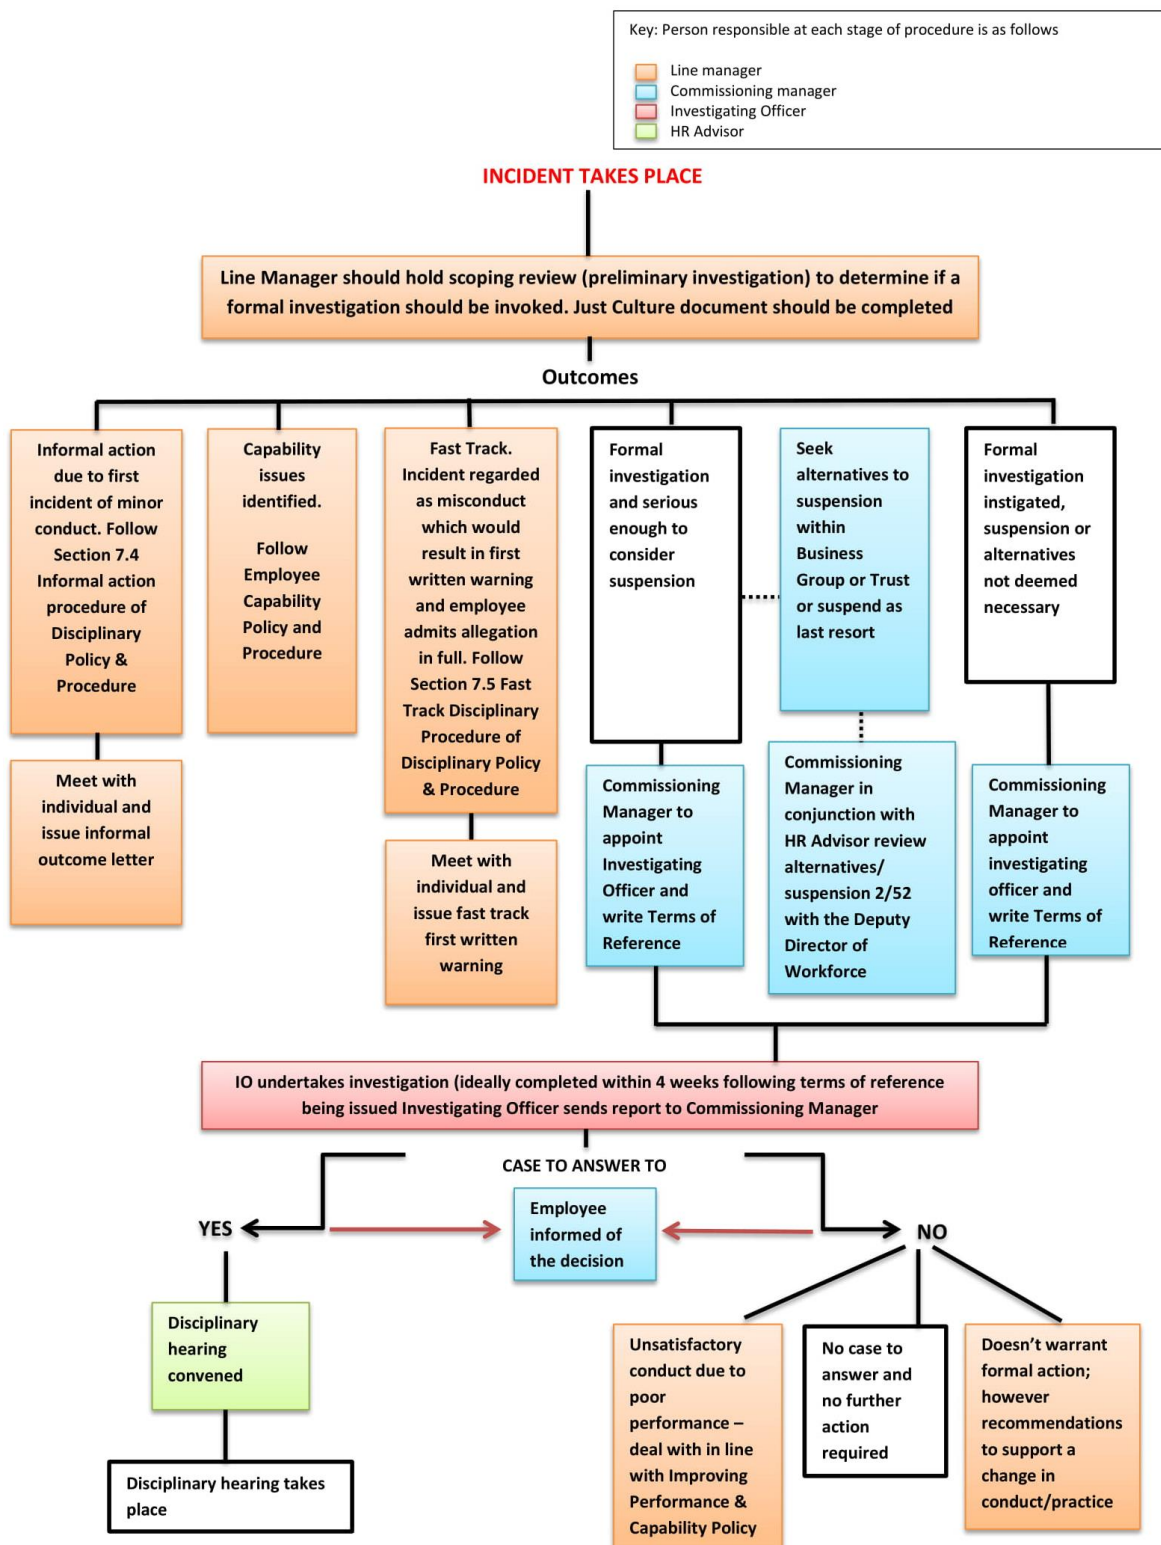 Key: Person responsible at each stage of procedure is as follows
Line manager
Commissioning manager
Investigating Officer
HR Advisor
INCIDENT TAKES PLACE
Line Manager should hold scoping review (preliminary investigation) to determine if a
formal investigation should be invoked. Just Culture document should be completed
Outcomes
Informal action
due to first
incident of minor
conduct. Follow
Section 7.4
Informal action
procedure of
Disciplinary
Policy &
Procedure
Capability
issues
identified.
Follow
Employee
Capability
Policy and
Procedure
Fast Track.
Incident regarded
as misconduct
which would
result in first
written warning
and employee
admits allegation
in full. Follow
Section 7.5 Fast
Track Disciplinary
Procedure of
Disciplinary Policy
& Procedure
Formal
investigation
and serious
enough to
consider
suspension
Seek
alternatives to
suspension
within
Business
Group or Trust
or suspend as
last resort
Formal
investigation
instigated,
suspension or
alternatives
not deemed
necessary
Meet with
individual and
issue informal
outcome letter
Meet with
individual and
issue fast track
first written
warning
Commissioning
Manager to
appoint
Investigating
Officer and
write Terms of
Reference
Commissioning
Manager in
conjunction with
HR Advisor review
alternatives/
suspension 2/52
with the Deputy
Director of
Workforce
Commissioning
Manager to
appoint
investigating
officer and
write Terms of
Reference
IO undertakes investigation (ideally completed within 4 weeks following terms of reference
being issued Investigating Officer sends report to Commissioning Manager
CASE TO ANSWER TO
YES
Employee
informed of
the decision
NO
Disciplinary
hearing
convened
Disciplinary hearing takes
place
Unsatisfactory
conduct due to
poor
performance –
deal with in line
with Improving
Performance &
Capability Policy
No case to
answer and
no further
action
required
Doesn’t warrant
formal action;
however
recommendations
to support a
change in
conduct/practice